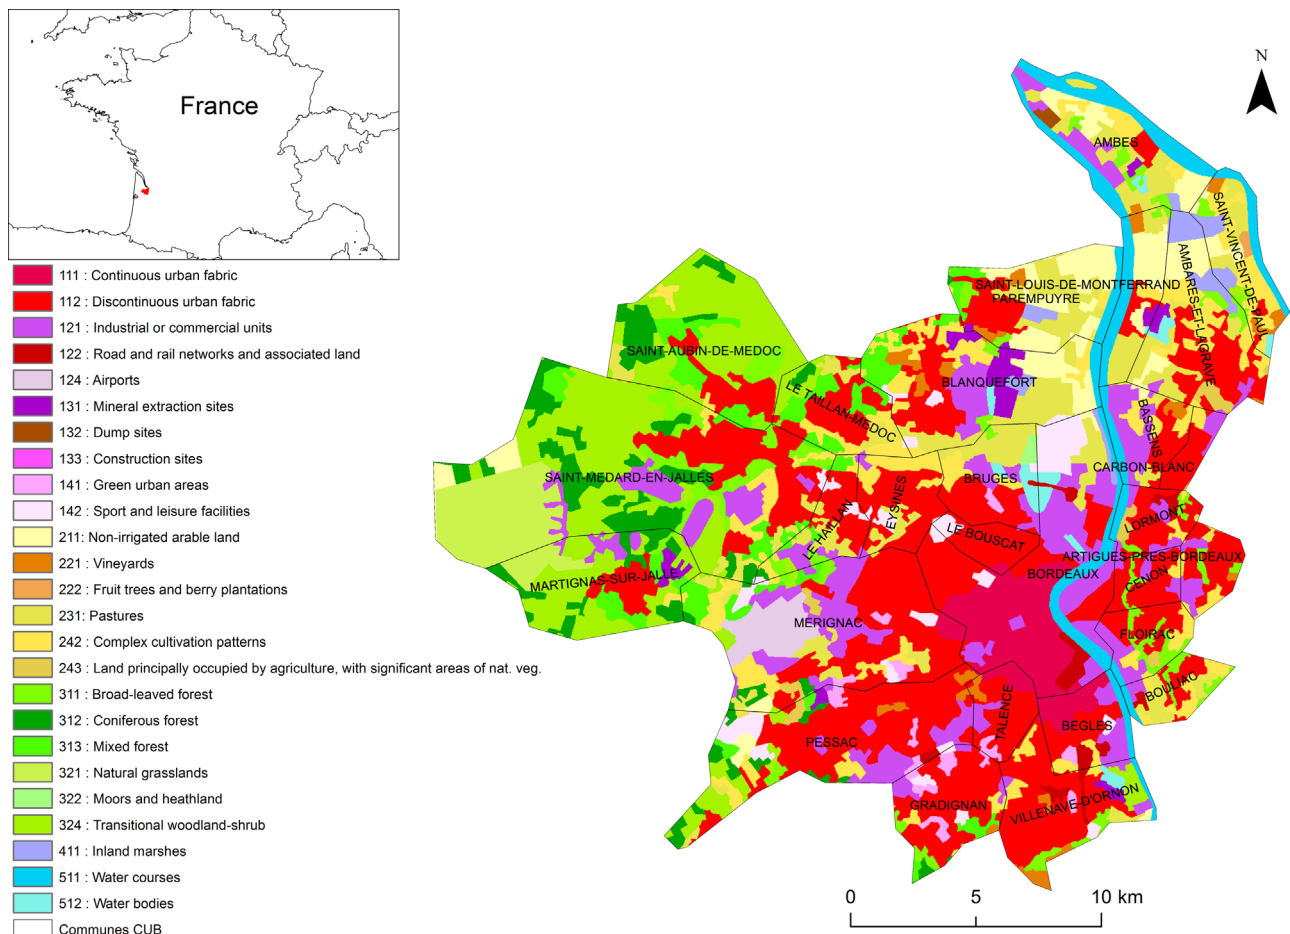 France
N
111 : Continuous urban fabric
112 : Discontinuous urban fabric
121 : Industrial or commercial units
122 : Road and rail networks and associated land
124 : Airports
131 : Mineral extraction sites
132 : Dump sites
133 : Construction sites
141 : Green urban areas
142 : Sport and leisure facilities
211: Non-irrigated arable land
221 : Vineyards
222 : Fruit trees and berry plantations
231: Pastures
242 : Complex cultivation patterns
243 : Land principally occupied by agriculture, with significant areas of nat. veg.
311 : Broad-leaved forest
312 : Coniferous forest
313 : Mixed forest
321 : Natural grasslands
322 : Moors and heathland
324 : Transitional woodland-shrub
411 : Inland marshes
511 : Water courses
512 : Water bodies
Communes CUB
AMBES
SAINT-VINCENT-DE-PAUL
AMBARES-ET-LAGRAVE
SAINT-LOUIS-DE-MONTFERRAND
PAREMPUYRE
SAINT-AUBIN-DE-MEDOC
LE TAILLAN-MEDOC
BLANQUEFORT
BASSENS
CARBON-BLANC
SAINT-MEDARD-EN-JALLES
BRUGES
EYSINES
LE HAILLAN
LE BOUSCAT
LORMONT
ARTIGUES-PRES-BORDEAUX
BORDEAUX
CENON
MARTIGNAS-SUR-JALLE
MERIGNAC
FLOIRAC
BOULIAC
TALENCE
BEGLES
PESSAC
GRADIGNAN
VILLENAVE-D'ORNON
0 5 10 km